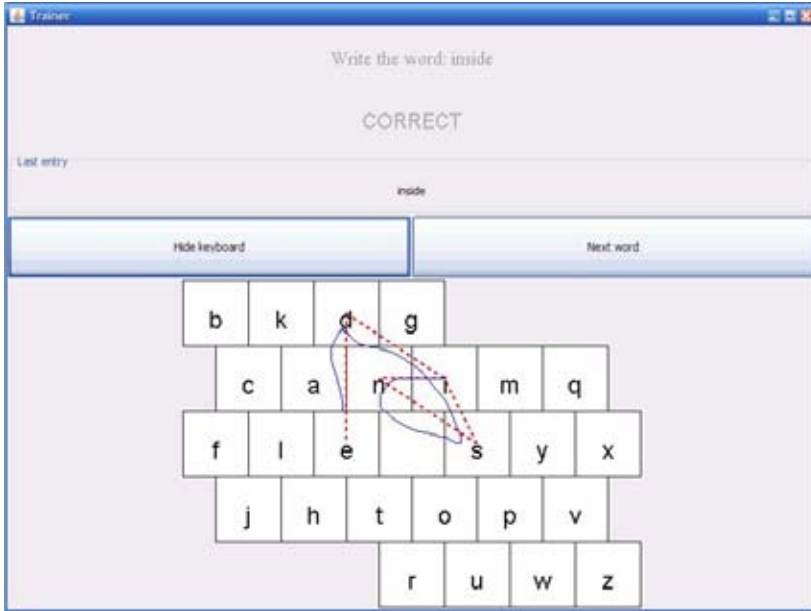 Trainer
Write the word: inside
CORRECT
Last entry
inside
Hide keyboard Next word
b k d g
c a n i m q
f l e s y x
j h t o p v
r u w z